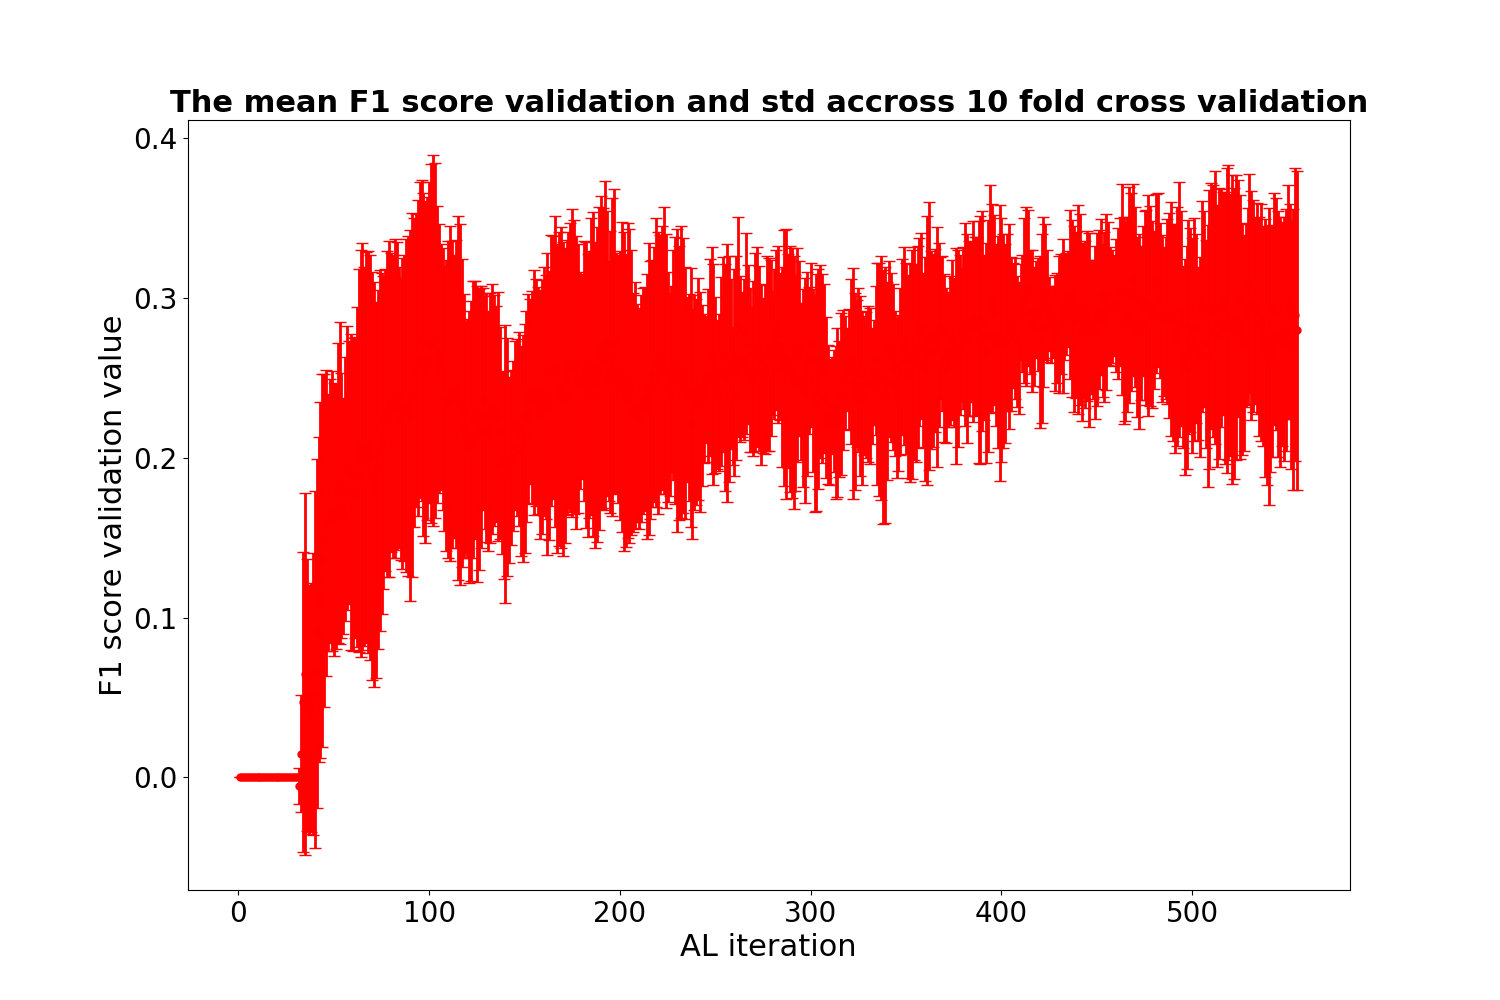 The mean F1 score validation and std accross 10 fold cross validation
0.4
0.3
0.2
0.1
0.0
F1 score validation value
0 100 200 300 400 500
AL iteration